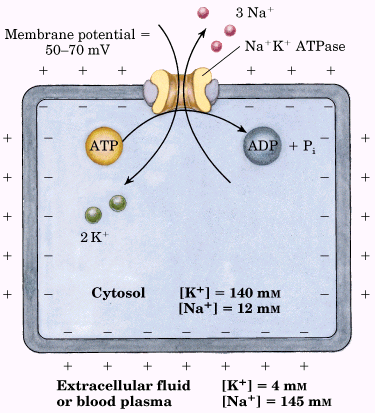 3 Na⁺
Membrane potential =
50–70 mV
Na⁺K⁺ ATPase
+ + + + + +
– – – – – –
ATP
ADP + Pᵢ
2 K⁺
Cytosol [K⁺] = 140 mM
[Na⁺] = 12 mM
– – – – – – –
+ + + + + + +
Extracellular fluid [K⁺] = 4 mM
or blood plasma [Na⁺] = 145 mM